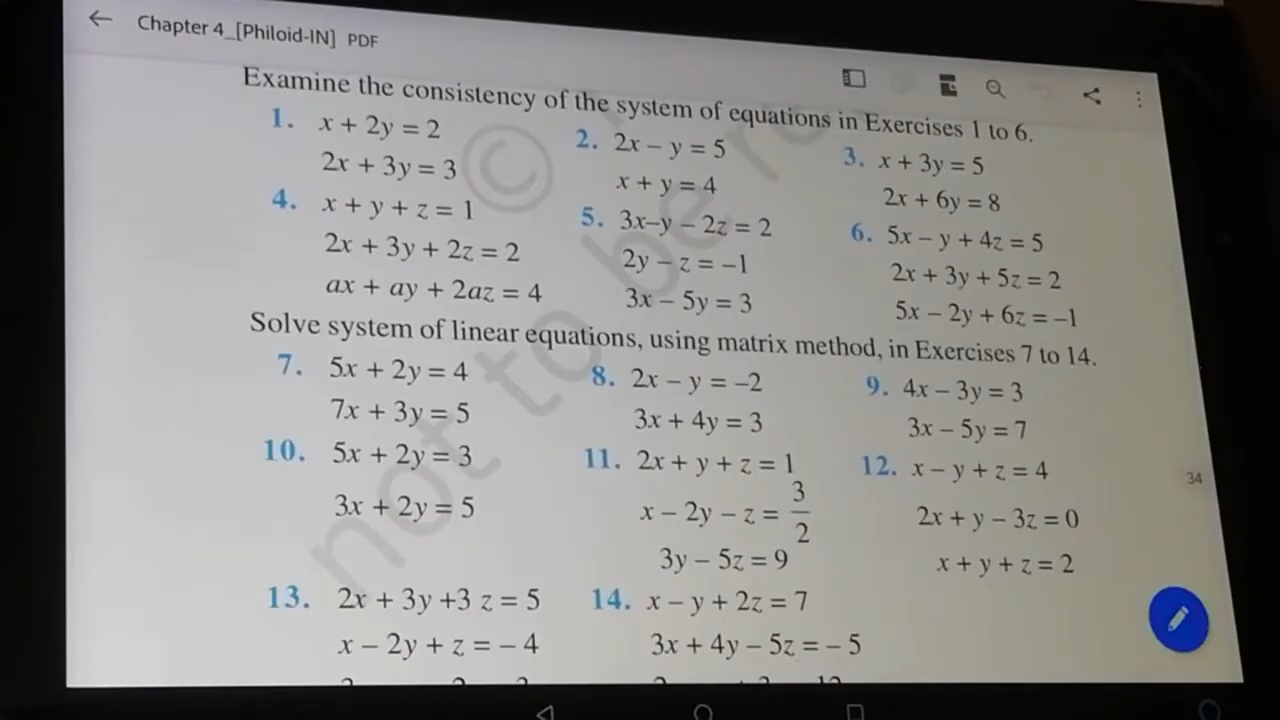 ← Chapter 4_[Philoid-IN] PDF
Examine the consistency of the system of equations in Exercises 1 to 6.
1. x + 2y = 2
2x + 3y = 3
2. 2x – y = 5
x + y = 4
3. x + 3y = 5
2x + 6y = 8
4. x + y + z = 1
2x + 3y + 2z = 2
ax + ay + 2az = 4
5. 3x–y – 2z = 2
2y – z = –1
3x – 5y = 3
6. 5x – y + 4z = 5
2x + 3y + 5z = 2
5x – 2y + 6z = –1
Solve system of linear equations, using matrix method, in Exercises 7 to 14.
7. 5x + 2y = 4
7x + 3y = 5
8. 2x – y = –2
3x + 4y = 3
9. 4x – 3y = 3
3x – 5y = 7
10. 5x + 2y = 3
3x + 2y = 5
11. 2x + y + z = 1
x – 2y – z = 3/2
3y – 5z = 9
12. x – y + z = 4
2x + y – 3z = 0
x + y + z = 2
34
13. 2x + 3y +3 z = 5
x – 2y + z = – 4
14. x – y + 2z = 7
3x + 4y – 5z = – 5
© not to be re